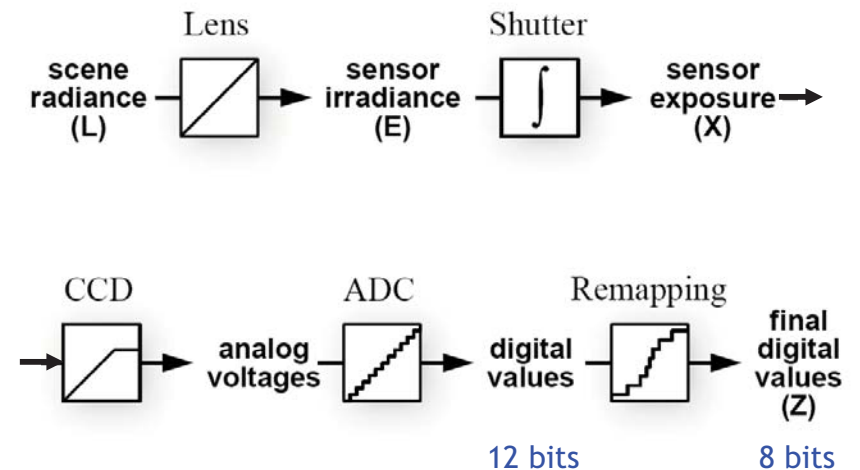 Lens
Shutter
scene
radiance
(L)
sensor
irradiance
(E)
∫
sensor
exposure
(X)
CCD
ADC
Remapping
analog
voltages
digital
values
final
digital
values
(Z)
12 bits
8 bits